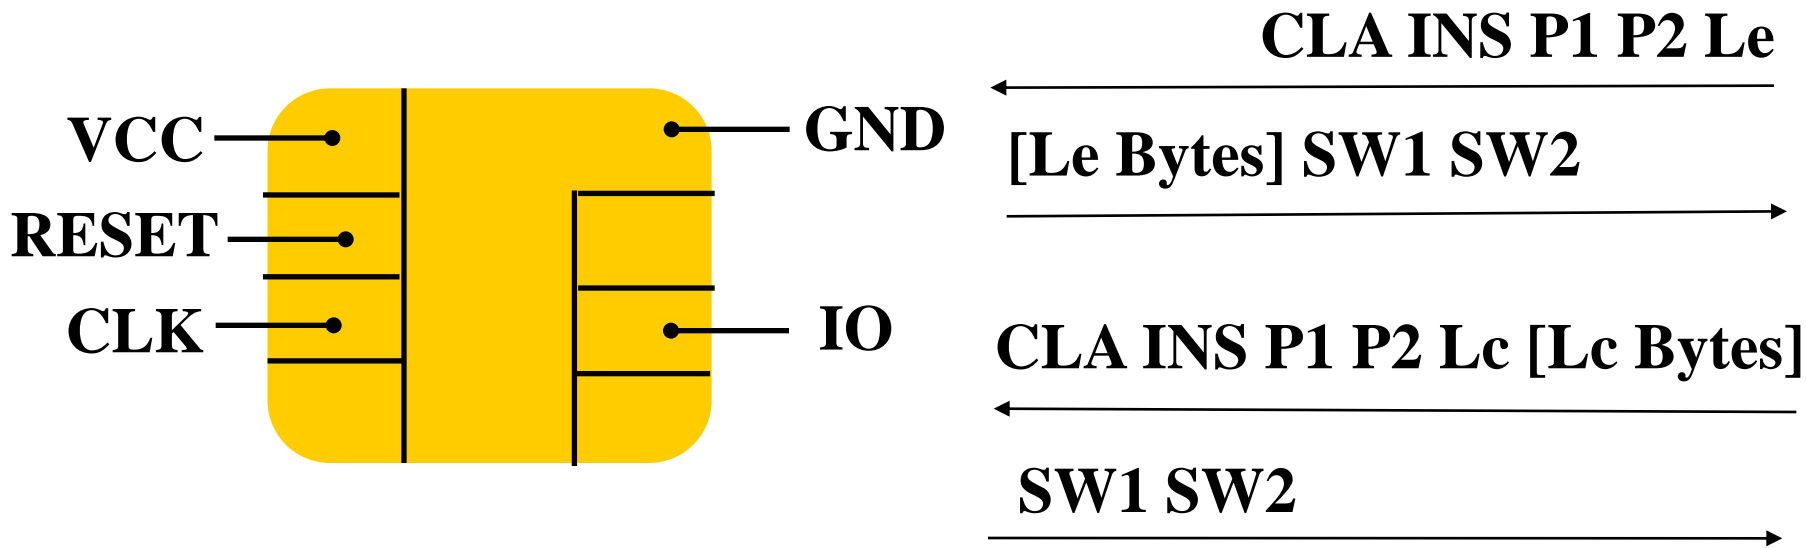 VCC
RESET
CLK
GND
IO
CLA INS P1 P2 Le
[Le Bytes] SW1 SW2
CLA INS P1 P2 Lc [Lc Bytes]
SW1 SW2